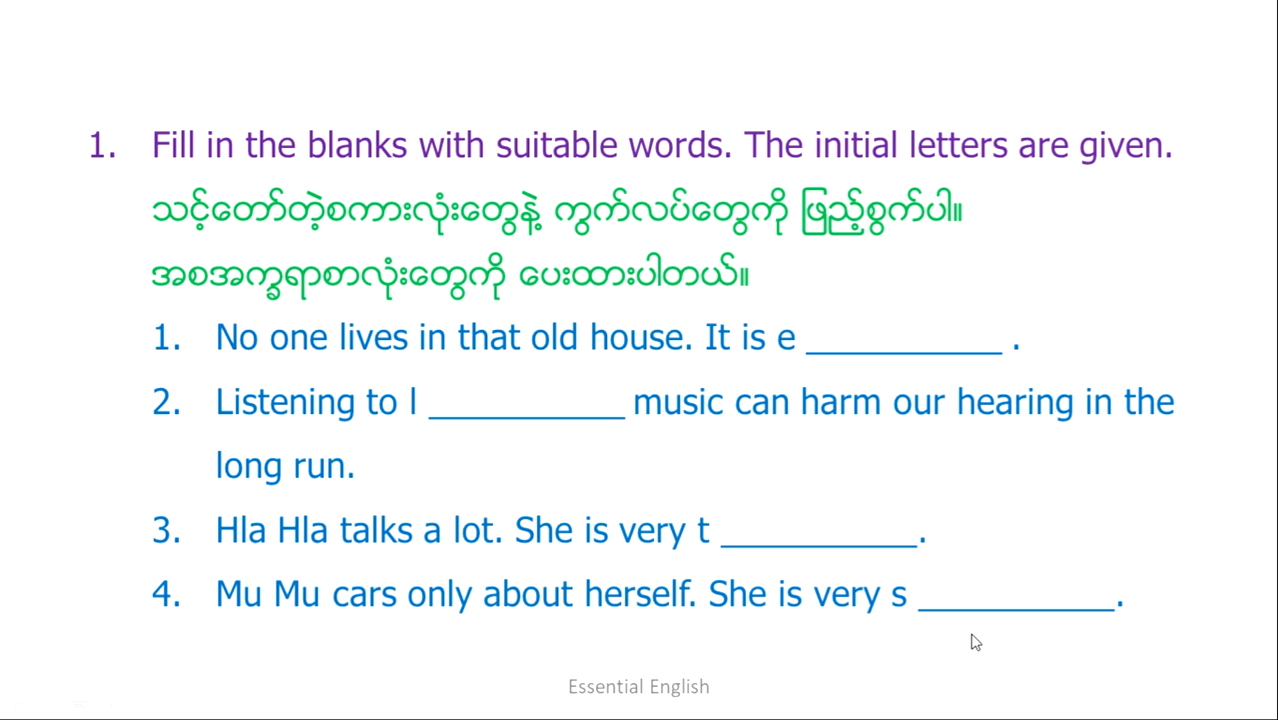 1. Fill in the blanks with suitable words. The initial letters are given.
သင့်တော်တဲ့စကားလုံးတွေနဲ့ ကွက်လပ်တွေကို ဖြည့်စွက်ပါ။
အစအက္ခရာစာလုံးတွေကို ပေးထားပါတယ်။
1. No one lives in that old house. It is e __________ .
2. Listening to l __________ music can harm our hearing in the
long run.
3. Hla Hla talks a lot. She is very t __________.
4. Mu Mu cars only about herself. She is very s __________.
Essential English